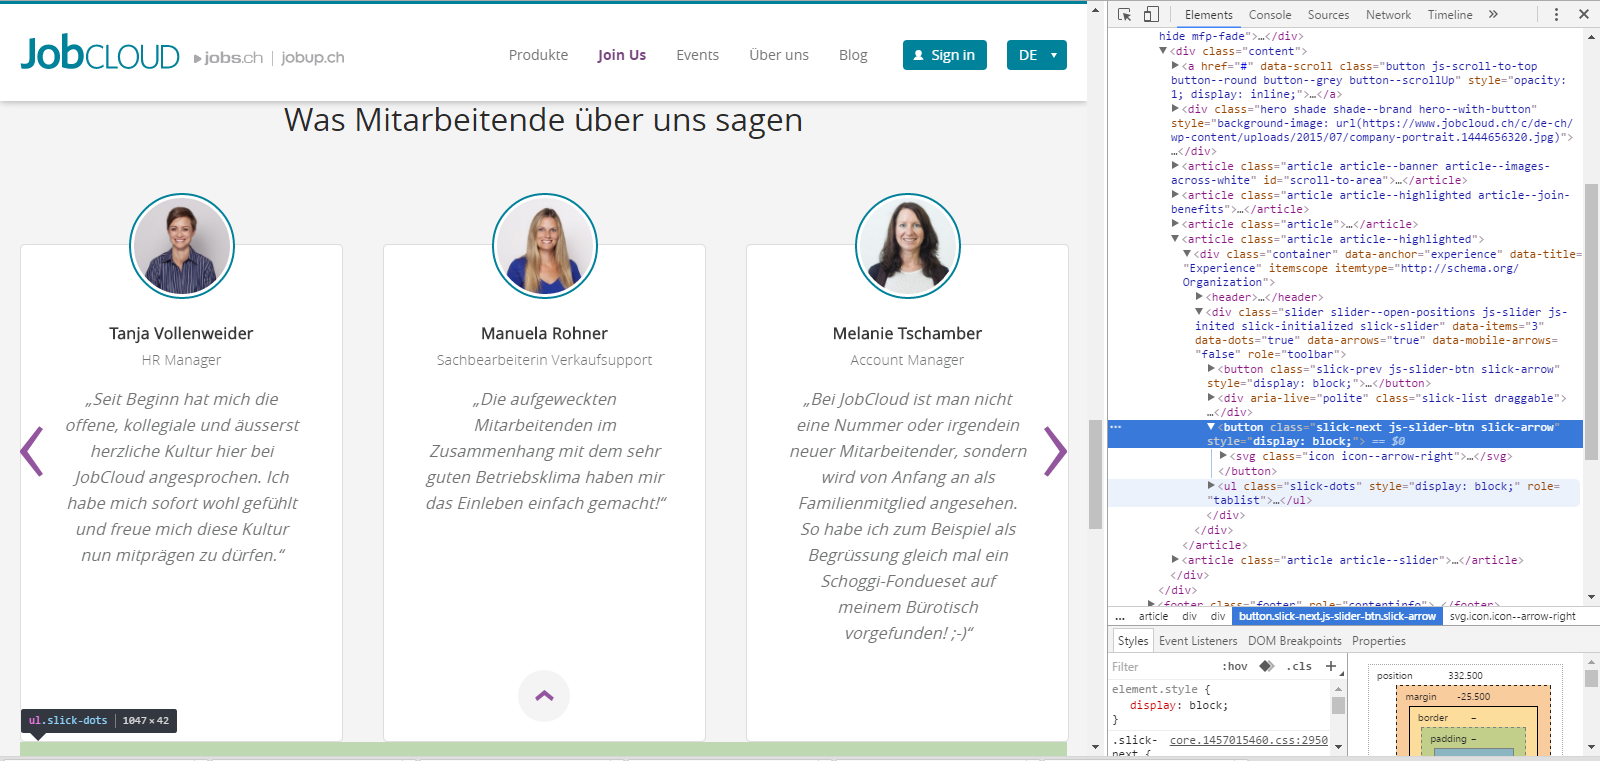 JobCLOUD jobs.ch | jobup.ch
Produkte Join Us Events Über uns Blog Sign in DE
Was Mitarbeitende über uns sagen
Tanja Vollenweider
HR Manager
„Seit Beginn hat mich die
offene, kollegiale und äusserst
herzliche Kultur hier bei
JobCloud angesprochen. Ich
habe mich sofort wohl gefühlt
und freue mich diese Kultur
nun mitprägen zu dürfen.“
Manuela Rohner
Sachbearbeiterin Verkaufsupport
„Die aufgeweckten
Mitarbeitenden im
Zusammenhang mit dem sehr
guten Betriebsklima haben mir
das Einleben einfach gemacht!“
Melanie Tschamber
Account Manager
„Bei JobCloud ist man nicht
eine Nummer oder irgendein
neuer Mitarbeitender, sondern
wird von Anfang an als
Familienmitglied angesehen.
So habe ich zum Beispiel als
Begrüssung gleich mal ein
Schoggi-Fondueset auf
meinem Bürotisch
vorgefunden! ;-)“
ul.slick-dots | 1047 × 42
Elements Console Sources Network Timeline »
hide mfp-fade">…</div>
<div class="content">
<a href="#" data-scroll class="button js-scroll-to-top
button--round button--grey button--scrollUp" style="opacity:
1; display: inline;">…</a>
<div class="hero shade shade--brand hero--with-button"
style="background-image: url(https://www.jobcloud.ch/c/de-ch/
wp-content/uploads/2015/07/company-portrait.1444656320.jpg)">
…</div>
<article class="article article--banner article--images-
across-white" id="scroll-to-area">…</article>
<article class="article article--highlighted article--join-
benefits">…</article>
<article class="article">…</article>
<article class="article article--highlighted">
<div class="container" data-anchor="experience" data-title=
"Experience" itemscope itemtype="http://schema.org/
Organization">
<header>…</header>
<div class="slider slider--open-positions js-slider js-
inited slick-initialized slick-slider" data-items="3"
data-dots="true" data-arrows="true" data-mobile-arrows=
"false" role="toolbar">
<button class="slick-prev js-slider-btn slick-arrow"
style="display: block;">…</button>
<div aria-live="polite" class="slick-list draggable">
…</div>
<button class="slick-next js-slider-btn slick-arrow"
style="display: block;"> == $0
<svg class="icon icon--arrow-right">…</svg>
</button>
<ul class="slick-dots" style="display: block;" role=
"tablist">…</ul>
</div>
</div>
</article>
<article class="article article--slider">…</article>
</div>
</div>
<footer class="footer" role="contentinfo">…</footer>
... article div div button.slick-next.js-slider-btn.slick-arrow svg.icon.icon--arrow-right
Styles Event Listeners DOM Breakpoints Properties
Filter :hov .cls +
element.style {
display: block;
}
.slick- core.1457015460.css:2950
next {
position 332.500
margin -25.500
border –
padding –